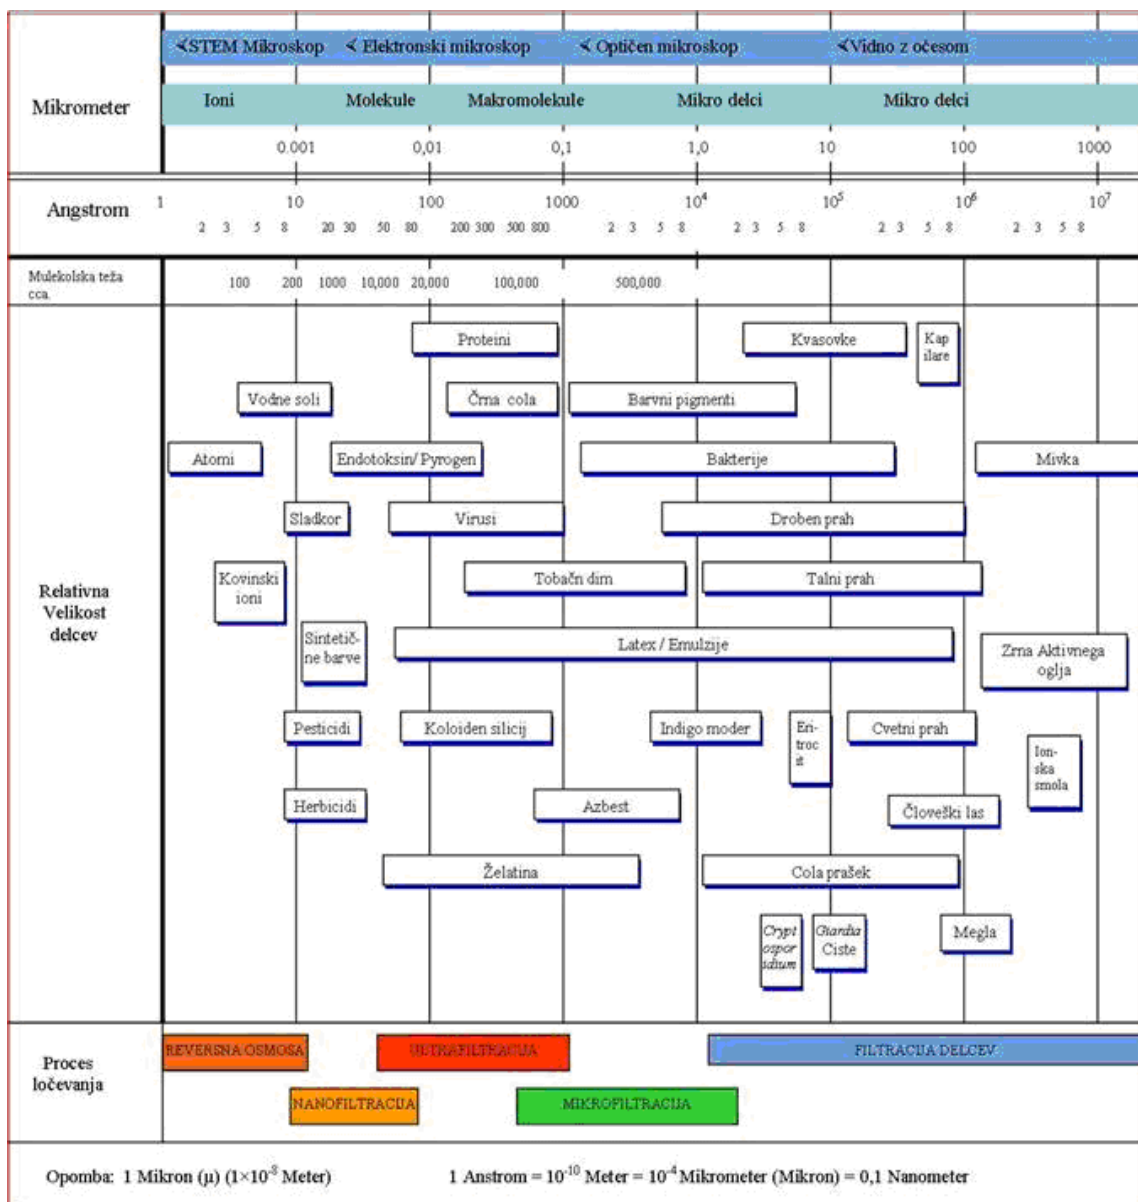 ⮜STEM Mikroskop ⮜Elektronski mikroskop ⮜Optičen mikroskop ⮜Vidno z očesom
Mikrometer
Ioni Molekule Makromolekule Mikro delci Mikro delci
0.001 0,01 0,1 1,0 10 100 1000
Angstrom
1 10 100 1000 10⁴ 10⁵ 10⁶ 10⁷
2 3 5 8 20 30 50 80 200 300 500 800 2 3 5 8 2 3 5 8 2 3 5 8 2 3 5 8
Mulekolska teža
cca.
100 200 1000 10,000 20,000 100,000 500,000
Relativna
Velikost
delcev
Proteini
Kvasovke
Kap
ilare
Vodne soli
Črna cola
Barvni pigmenti
Atomi
Endotoksin/ Pyrogen
Bakterije
Mivka
Sladkor
Virusi
Droben prah
Kovinski
ioni
Tobačn dim
Talni prah
Sintetič-
ne barve
Latex / Emulzije
Zrna Aktivnega
oglja
Pesticidi
Koloiden silicij
Indigo moder
Eri-
troc
it
Cvetni prah
Ion-
ska
smola
Herbicidi
Azbest
Človeški las
Želatina
Cola prašek
Crypt
ospor
idium
Giardia
Ciste
Megla
Proces
ločevanja
REVERSNA OSMOSA
ULTRAFILTRACIJA
FILTRACIJA DELCEV
NANOFILTRACIJA
MIKROFILTRACIJA
Opomba: 1 Mikron (µ) (1×10⁻⁸ Meter) 1 Anstrom = 10⁻¹⁰ Meter = 10⁻⁴ Mikrometer (Mikron) = 0,1 Nanometer